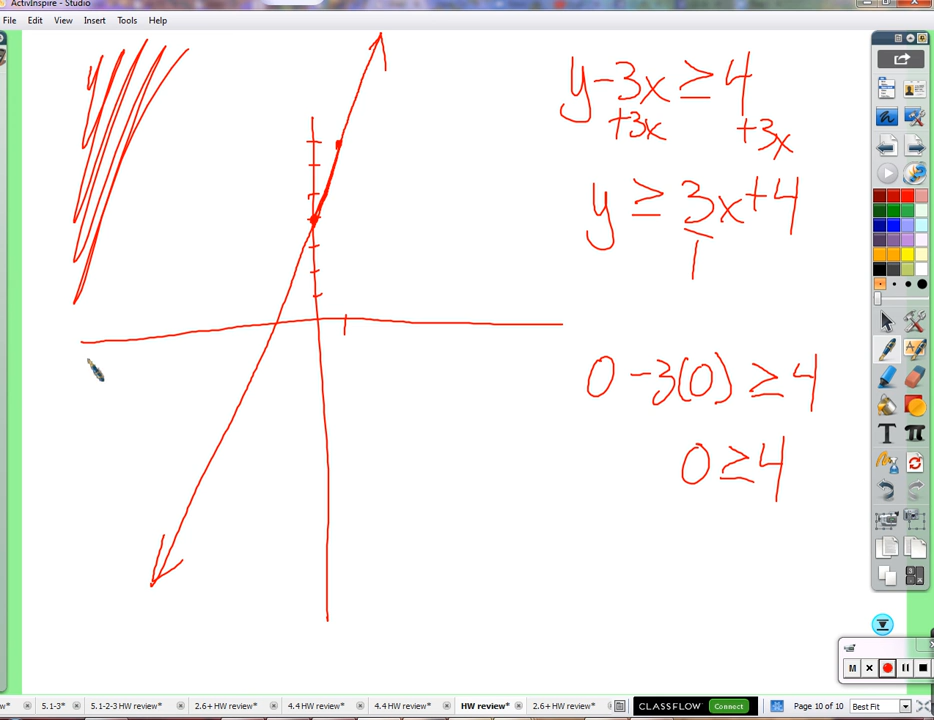 ActivInspire - Studio
File Edit View Insert Tools Help
y-3x ≥ 4
+3x +3x
y ≥ 3x+4
1
0-3(0) ≥ 4
0 ≥ 4
T π
M
5.1-3* 5.1-2-3 HW review* 2.6+ HW review* 4.4 HW review* 4.4 HW review* HW review* 2.6+ HW review* CLASSFLOW Connect Page 10 of 10 Best Fit